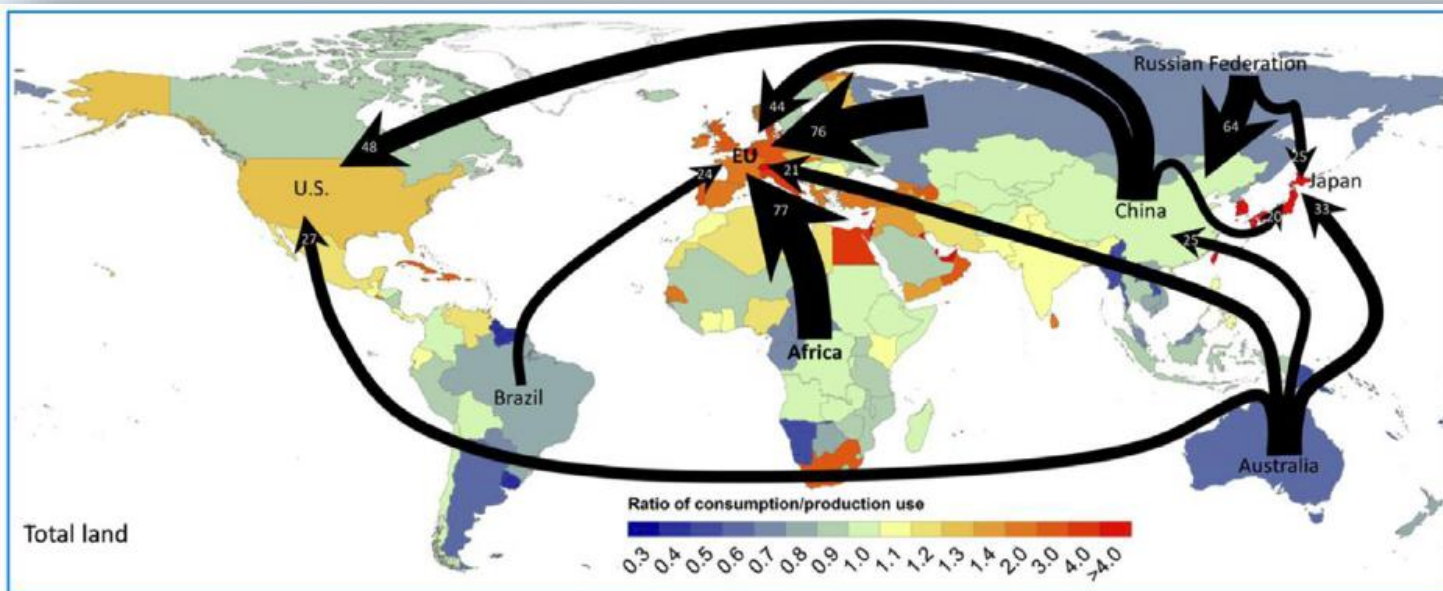 Russian Federation
44
76
64
48
25
EU
24
21
U.S.
Japan
77
China
33
20
27
25
Africa
Brazil
Australia
Ratio of consumption/production use
Total land
0.3 0.4 0.5 0.6 0.7 0.8 0.9 1.0 1.1 1.2 1.3 1.4 2.0 3.0 4.0 >4.0